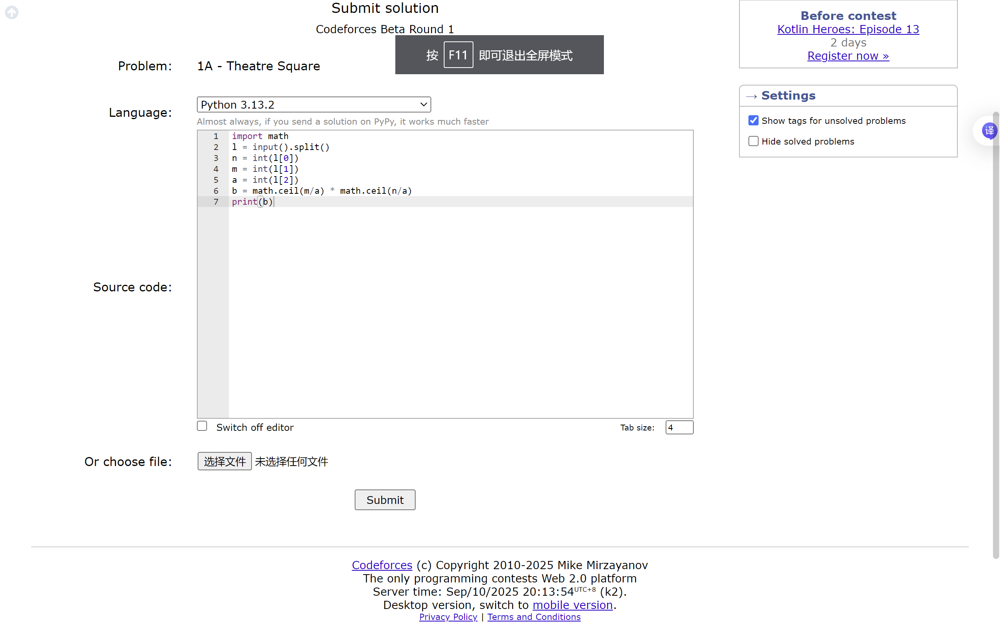 Submit solution
Codeforces Beta Round 1
按 F11 即可退出全屏模式
Problem: 1A - Theatre Square
Language: Python 3.13.2
Almost always, if you send a solution on PyPy, it works much faster
Source code:
1 import math
2 l = input().split()
3 n = int(l[0])
4 m = int(l[1])
5 a = int(l[2])
6 b = math.ceil(m/a) * math.ceil(n/a)
7 print(b)
Switch off editor
Tab size: 4
Or choose file: 选择文件 未选择任何文件
Submit
Before contest
Kotlin Heroes: Episode 13
2 days
Register now »
→ Settings
Show tags for unsolved problems
Hide solved problems
译
Codeforces (c) Copyright 2010-2025 Mike Mirzayanov
The only programming contests Web 2.0 platform
Server time: Sep/10/2025 20:13:54UTC+8 (k2).
Desktop version, switch to mobile version.
Privacy Policy | Terms and Conditions